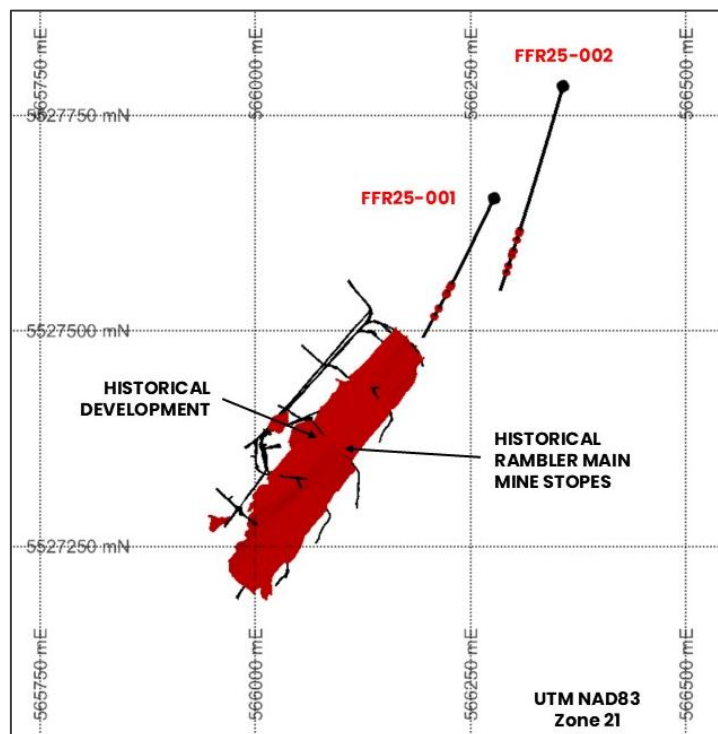 565750 mE
566000 mE
566250 mE
566500 mE
FFR25-002
5527750 mN
FFR25-001
5527500 mN
HISTORICAL
DEVELOPMENT
HISTORICAL
RAMBLER MAIN
MINE STOPES
5527250 mN
565750 mE
566000 mE
566250 mE
566500 mE
UTM NAD83
Zone 21